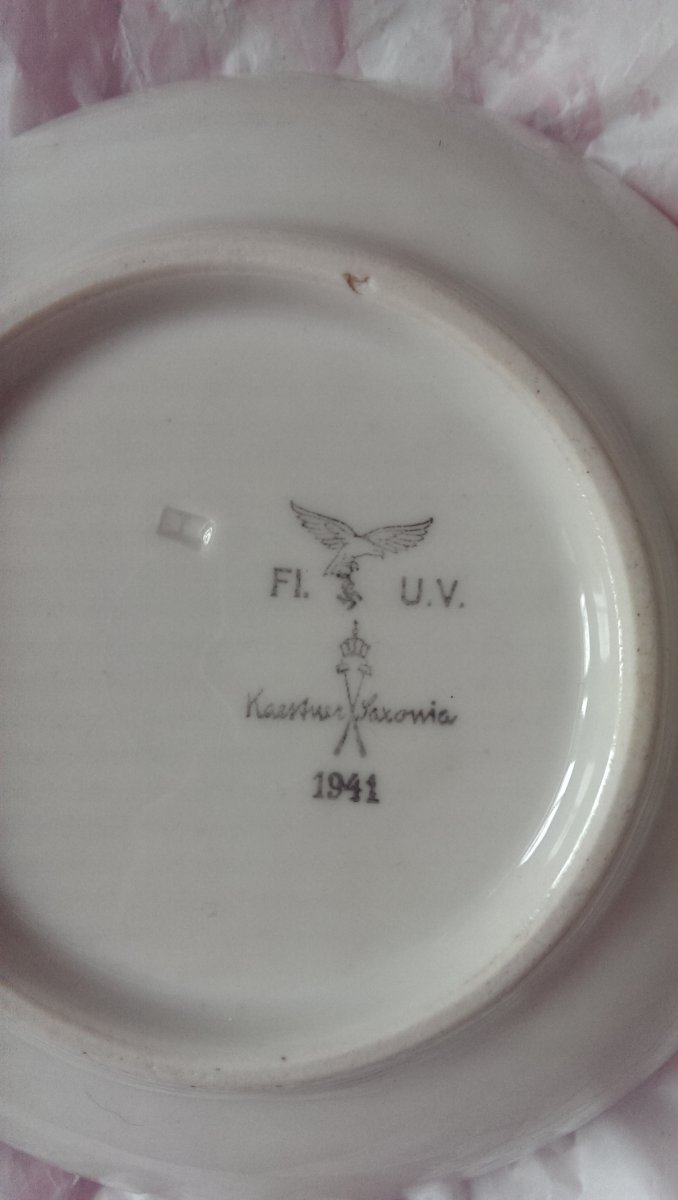 Fl. U.V.
Kaestner Saxonia
1941